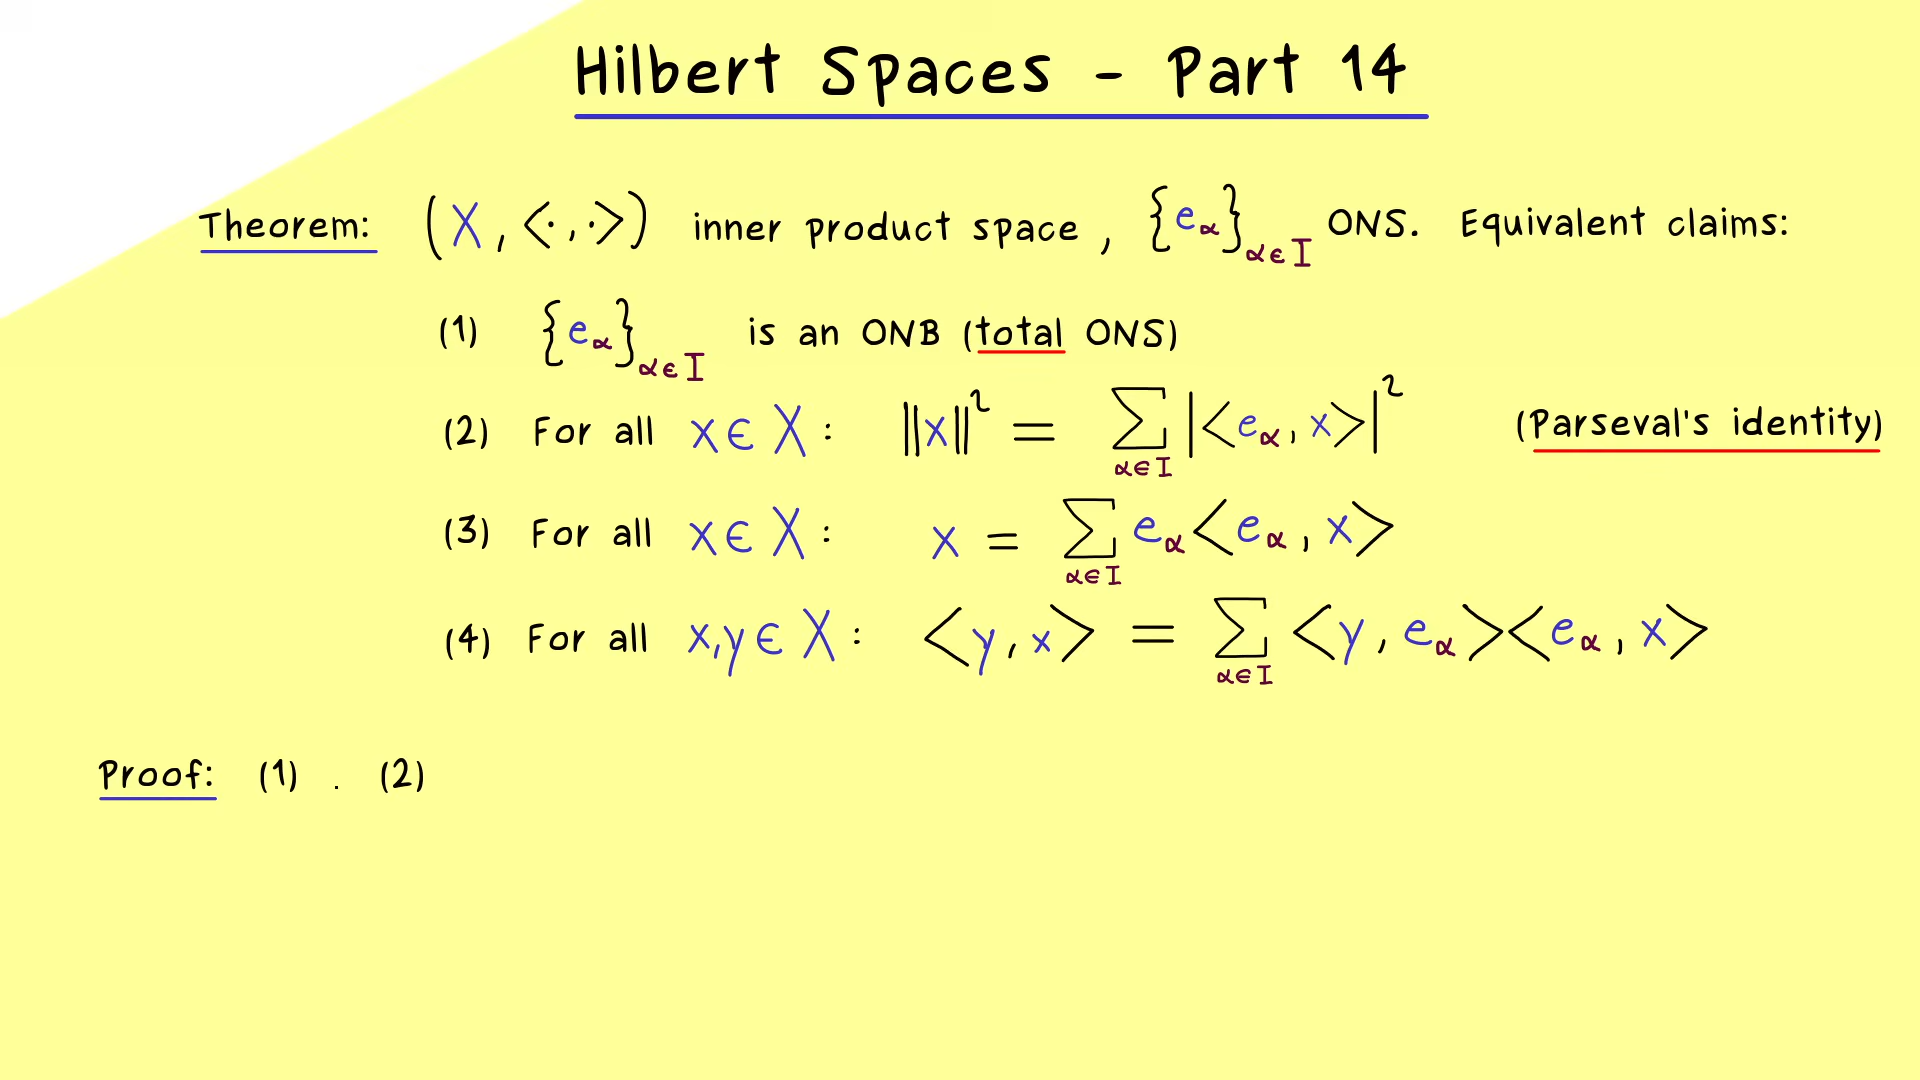 Hilbert Spaces - Part 14
Theorem: (X, <·,·>) inner product space, {e_α}_{α∈I} ONS. Equivalent claims:
(1) {e_α}_{α∈I} is an ONB (total ONS)
(2) For all x∈X: ‖x‖² = ∑_{α∈I} |<e_α, x>|² (Parseval's identity)
(3) For all x∈X: x = ∑_{α∈I} e_α<e_α, x>
(4) For all x,y∈X: <y, x> = ∑_{α∈I} <y, e_α><e_α, x>
Proof: (1) . (2)